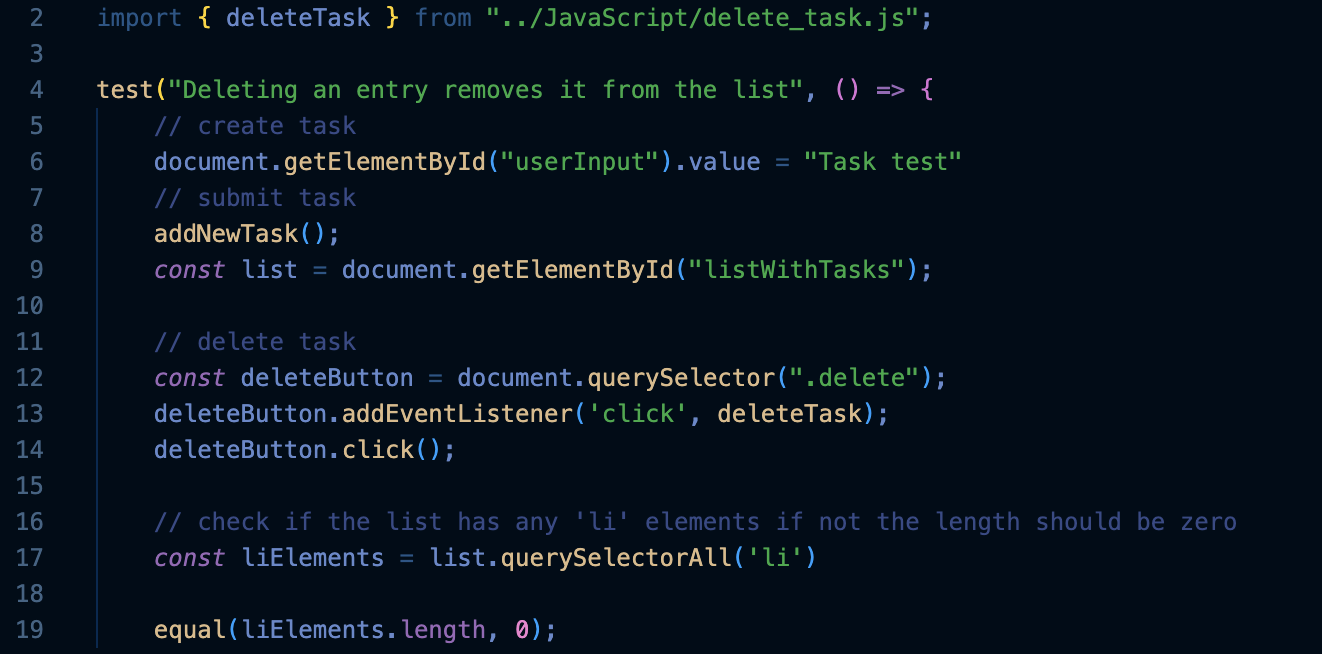 2 import { deleteTask } from "../JavaScript/delete_task.js";
3
4 test("Deleting an entry removes it from the list", () => {
5     // create task
6     document.getElementById("userInput").value = "Task test"
7     // submit task
8     addNewTask();
9     const list = document.getElementById("listWithTasks");
10
11     // delete task
12     const deleteButton = document.querySelector(".delete");
13     deleteButton.addEventListener('click', deleteTask);
14     deleteButton.click();
15
16     // check if the list has any 'li' elements if not the length should be zero
17     const liElements = list.querySelectorAll('li')
18
19     equal(liElements.length, 0);